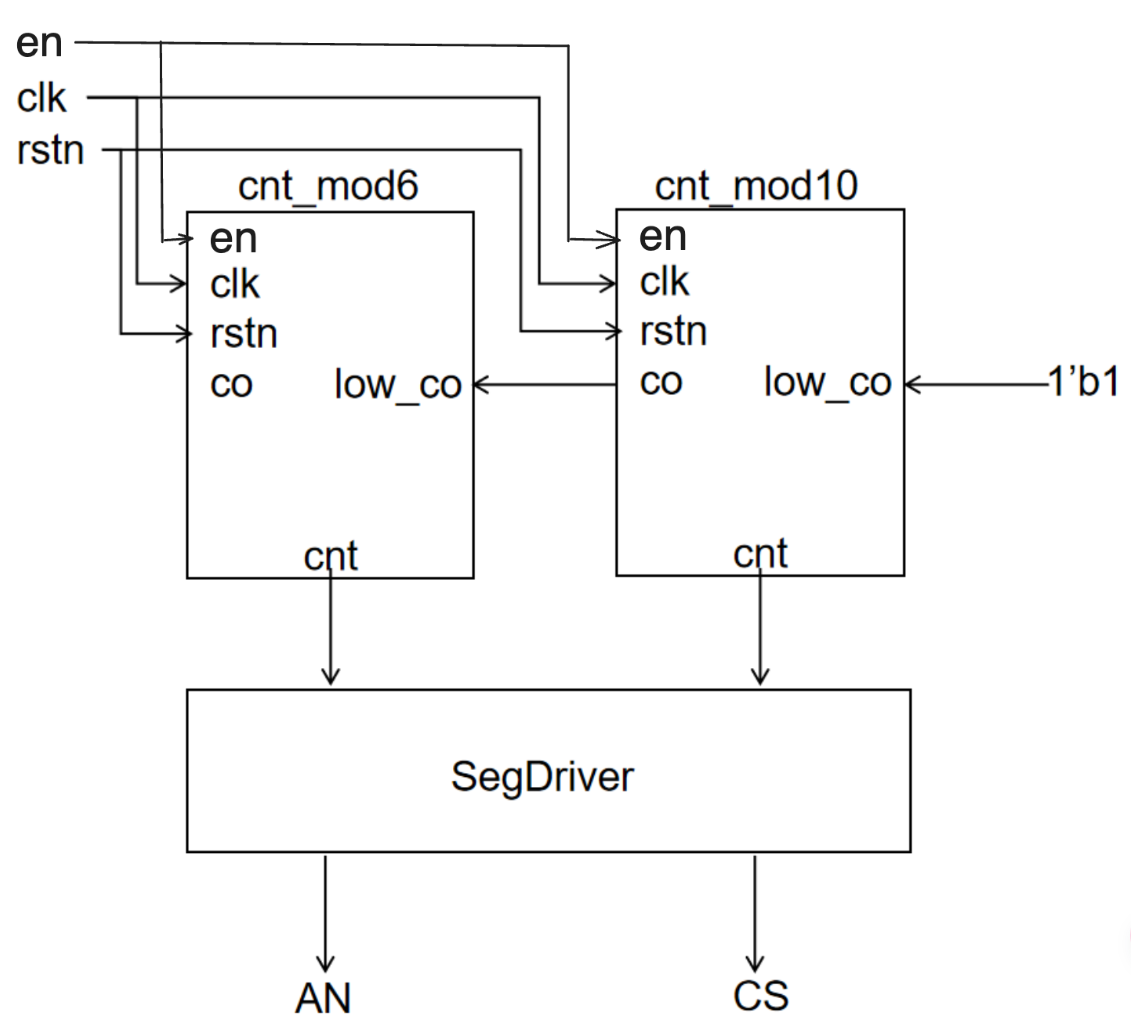 en
clk
rstn
cnt_mod6
cnt_mod10
en
clk
rstn
co low_co
cnt
en
clk
rstn
co low_co
1’b1
cnt
SegDriver
AN
CS